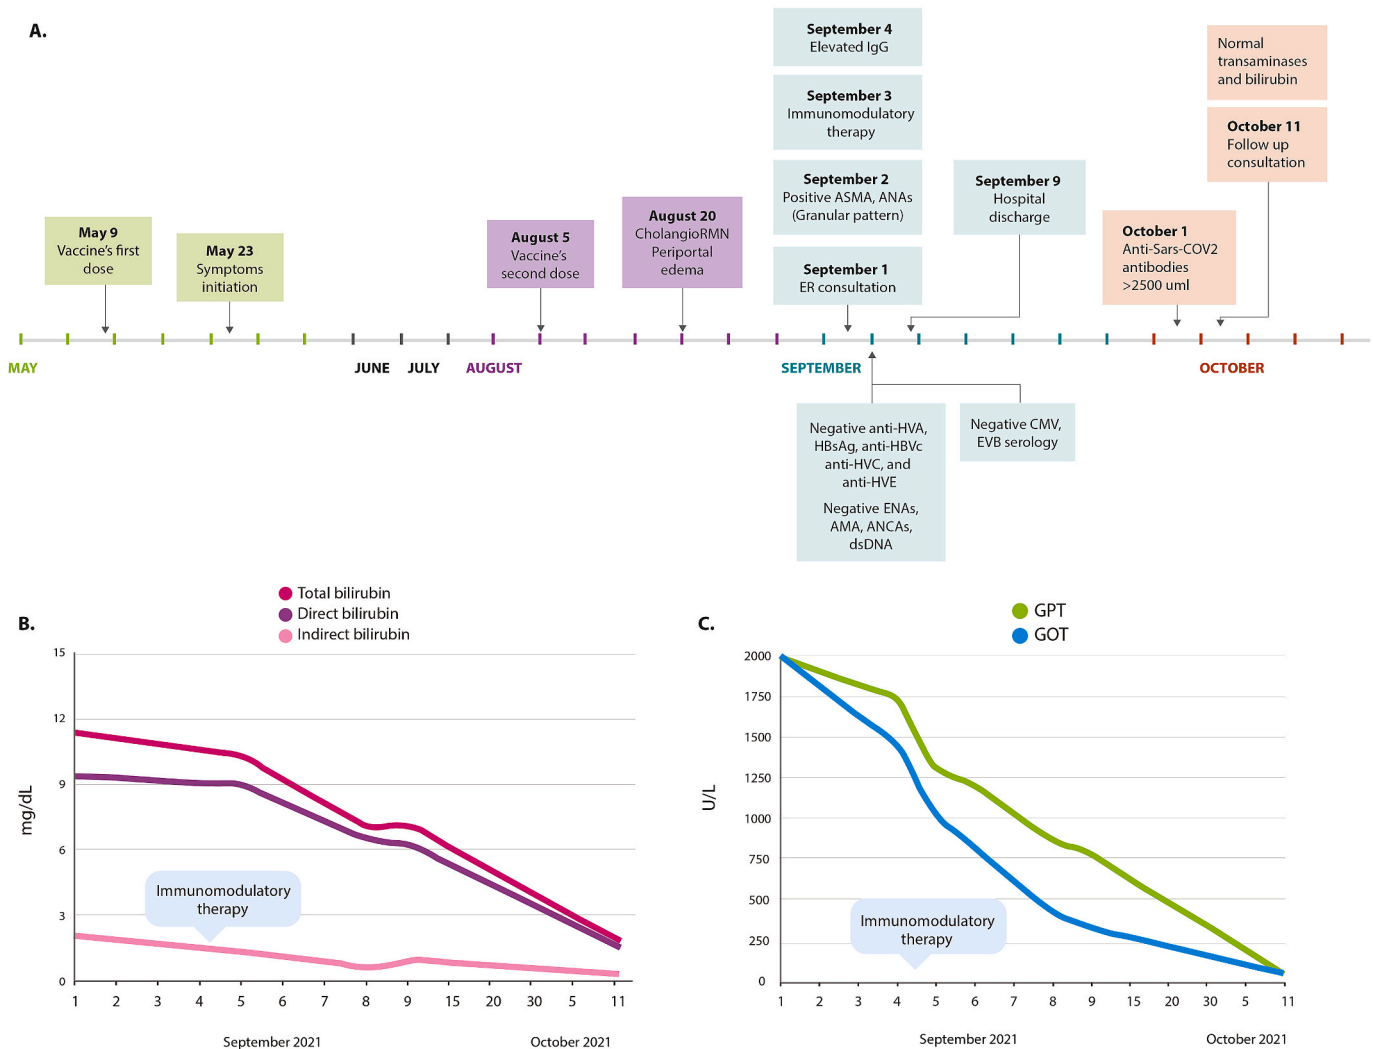 A.
May 9
Vaccine's first
dose
May 23
Symptoms
initiation
August 5
Vaccine's
second dose
August 20
CholangioRMN
Periportal
edema
September 4
Elevated IgG
September 3
Immunomodulatory
therapy
September 2
Positive ASMA, ANAs
(Granular pattern)
September 1
ER consultation
September 9
Hospital
discharge
October 1
Anti-Sars-COV2
antibodies
>2500 uml
Normal
transaminases
and bilirubin
October 11
Follow up
consultation
MAY
JUNE
JULY
AUGUST
SEPTEMBER
OCTOBER
Negative anti-HVA,
HBsAg, anti-HBVc
anti-HVC, and
anti-HVE
Negative ENAs,
AMA, ANCAs,
dsDNA
Negative CMV,
EVB serology
B.
Total bilirubin
Direct bilirubin
Indirect bilirubin
15
12
9
6
3
0
mg/dL
Immunomodulatory
therapy
1 2 3 4 5 6 7 8 9 15 20 30 5 11
September 2021
October 2021
C.
GPT
GOT
2000
1750
1500
1250
1000
750
500
250
0
U/L
Immunomodulatory
therapy
1 2 3 4 5 6 7 8 9 15 20 30 5 11
September 2021
October 2021